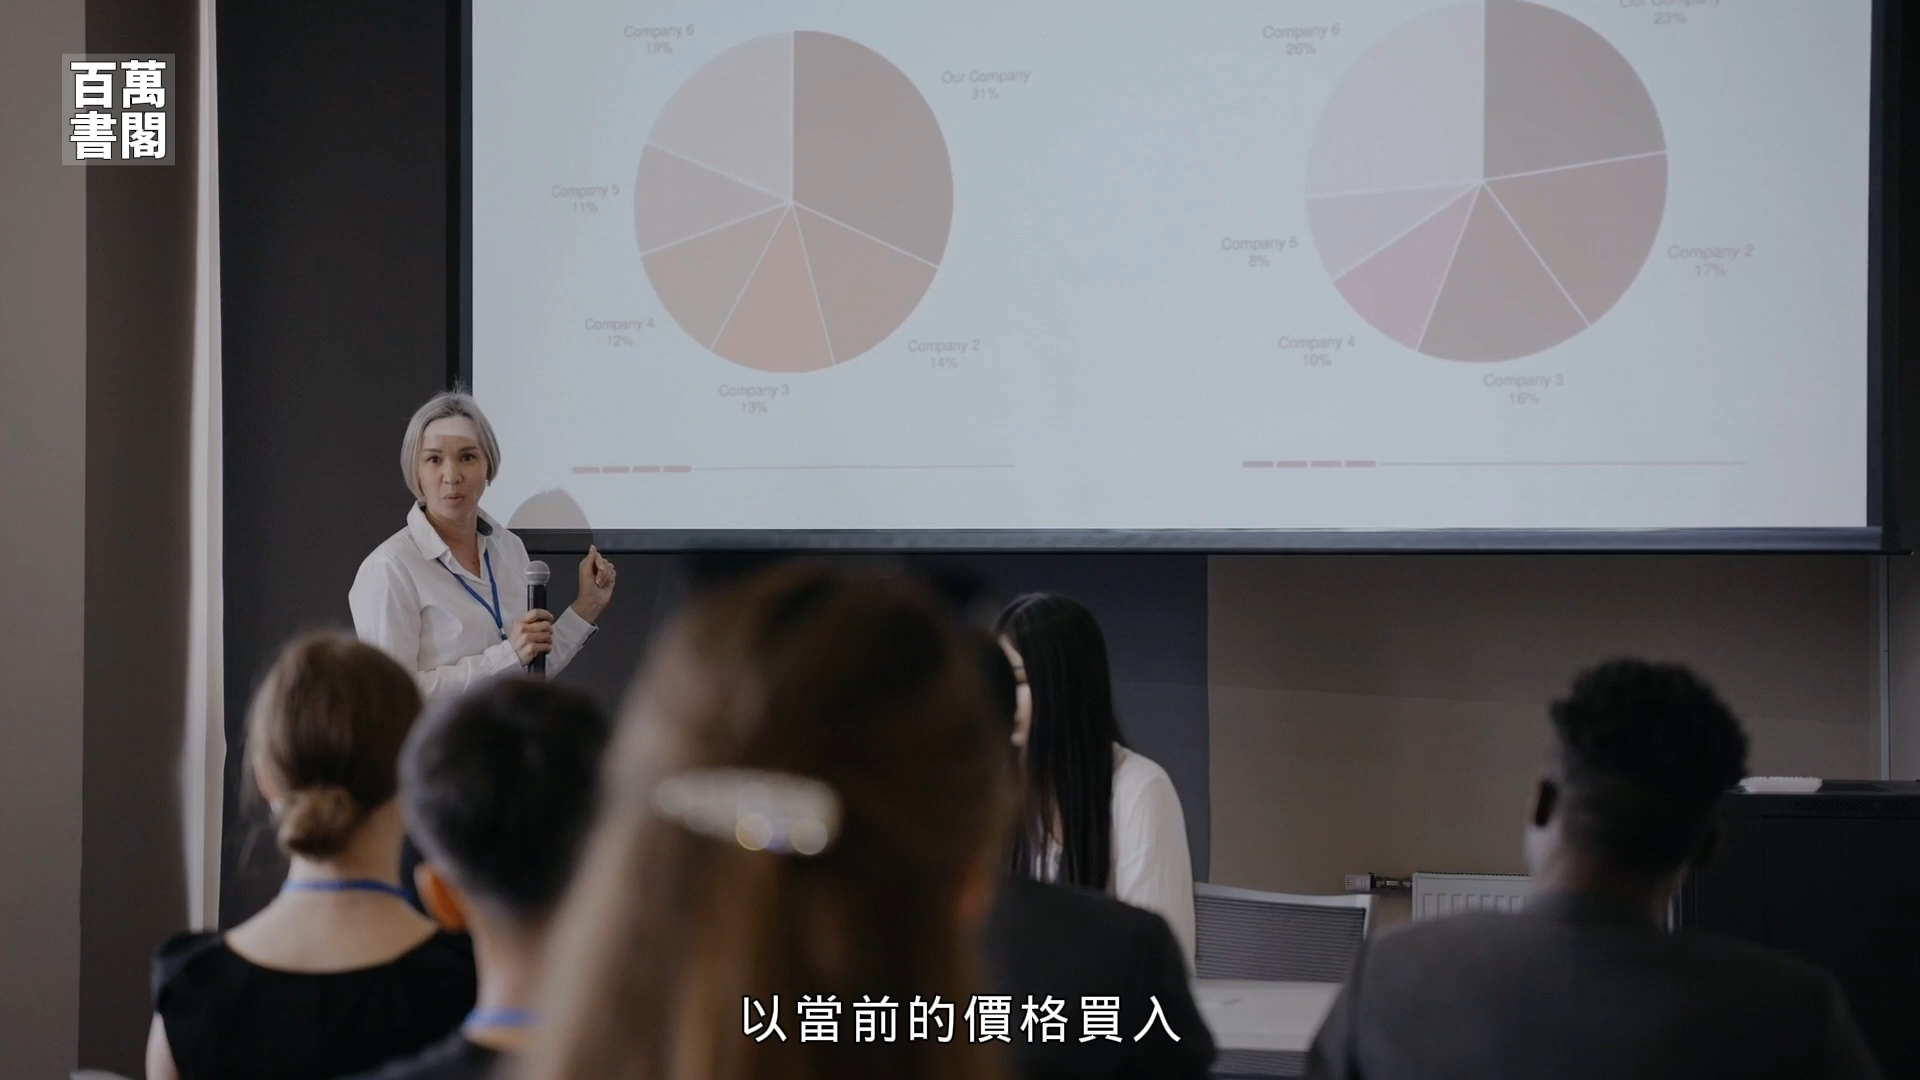 百萬
書閣
Company 6
19%
Our Company
31%
Company 5
11%
Company 4
12%
Company 3
13%
Company 2
14%
Company 6
26%
Our Company
23%
Company 5
8%
Company 4
10%
Company 3
16%
Company 2
17%
以當前的價格買入